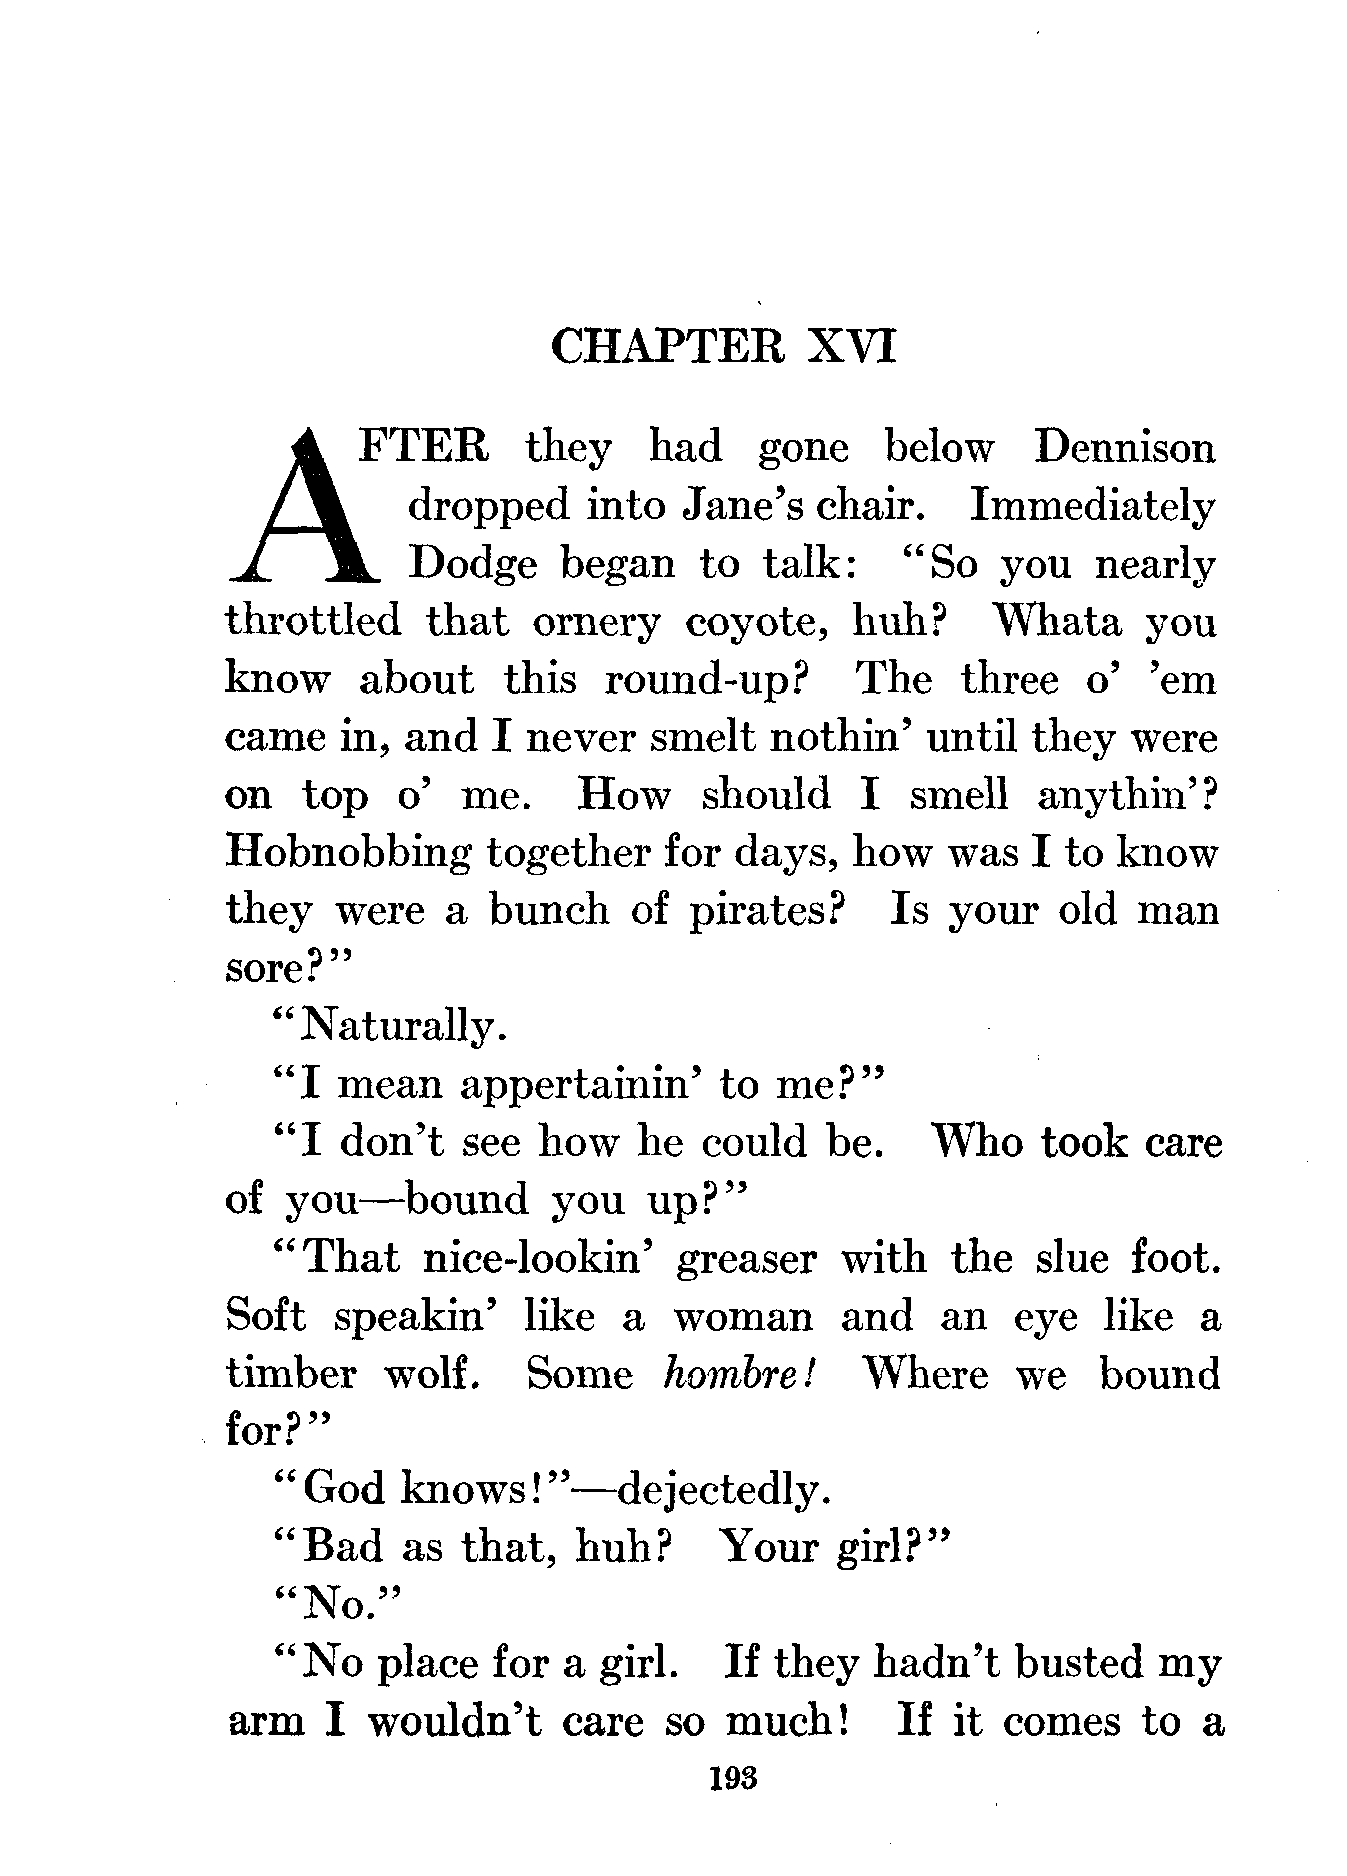 CHAPTER XVI
AFTER they had gone below Dennison
dropped into Jane's chair. Immediately
Dodge began to talk: "So you nearly
throttled that ornery coyote, huh? Whata you
know about this round-up? The three o' 'em
came in, and I never smelt nothin' until they were
on top o' me. How should I smell anythin'?
Hobnobbing together for days, how was I to know
they were a bunch of pirates? Is your old man
sore?"
"Naturally.
"I mean appertainin' to me?"
"I don't see how he could be. Who took care
of you—bound you up?"
"That nice-lookin' greaser with the slue foot.
Soft speakin' like a woman and an eye like a
timber wolf. Some hombre! Where we bound
for?"
"God knows!"—dejectedly.
"Bad as that, huh? Your girl?"
"No."
"No place for a girl. If they hadn't busted my
arm I wouldn't care so much! If it comes to a
193